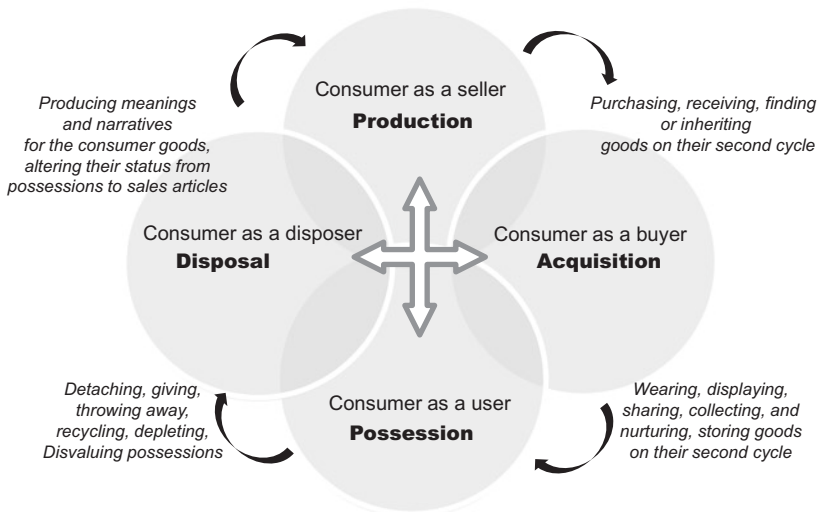 Consumer as a seller
Production
Producing meanings
and narratives
for the consumer goods,
altering their status from
possessions to sales articles
Purchasing, receiving, finding
or inheriting
goods on their second cycle
Consumer as a disposer
Disposal
Consumer as a buyer
Acquisition
Detaching, giving,
throwing away,
recycling, depleting,
Disvaluing possessions
Consumer as a user
Possession
Wearing, displaying,
sharing, collecting, and
nurturing, storing goods
on their second cycle